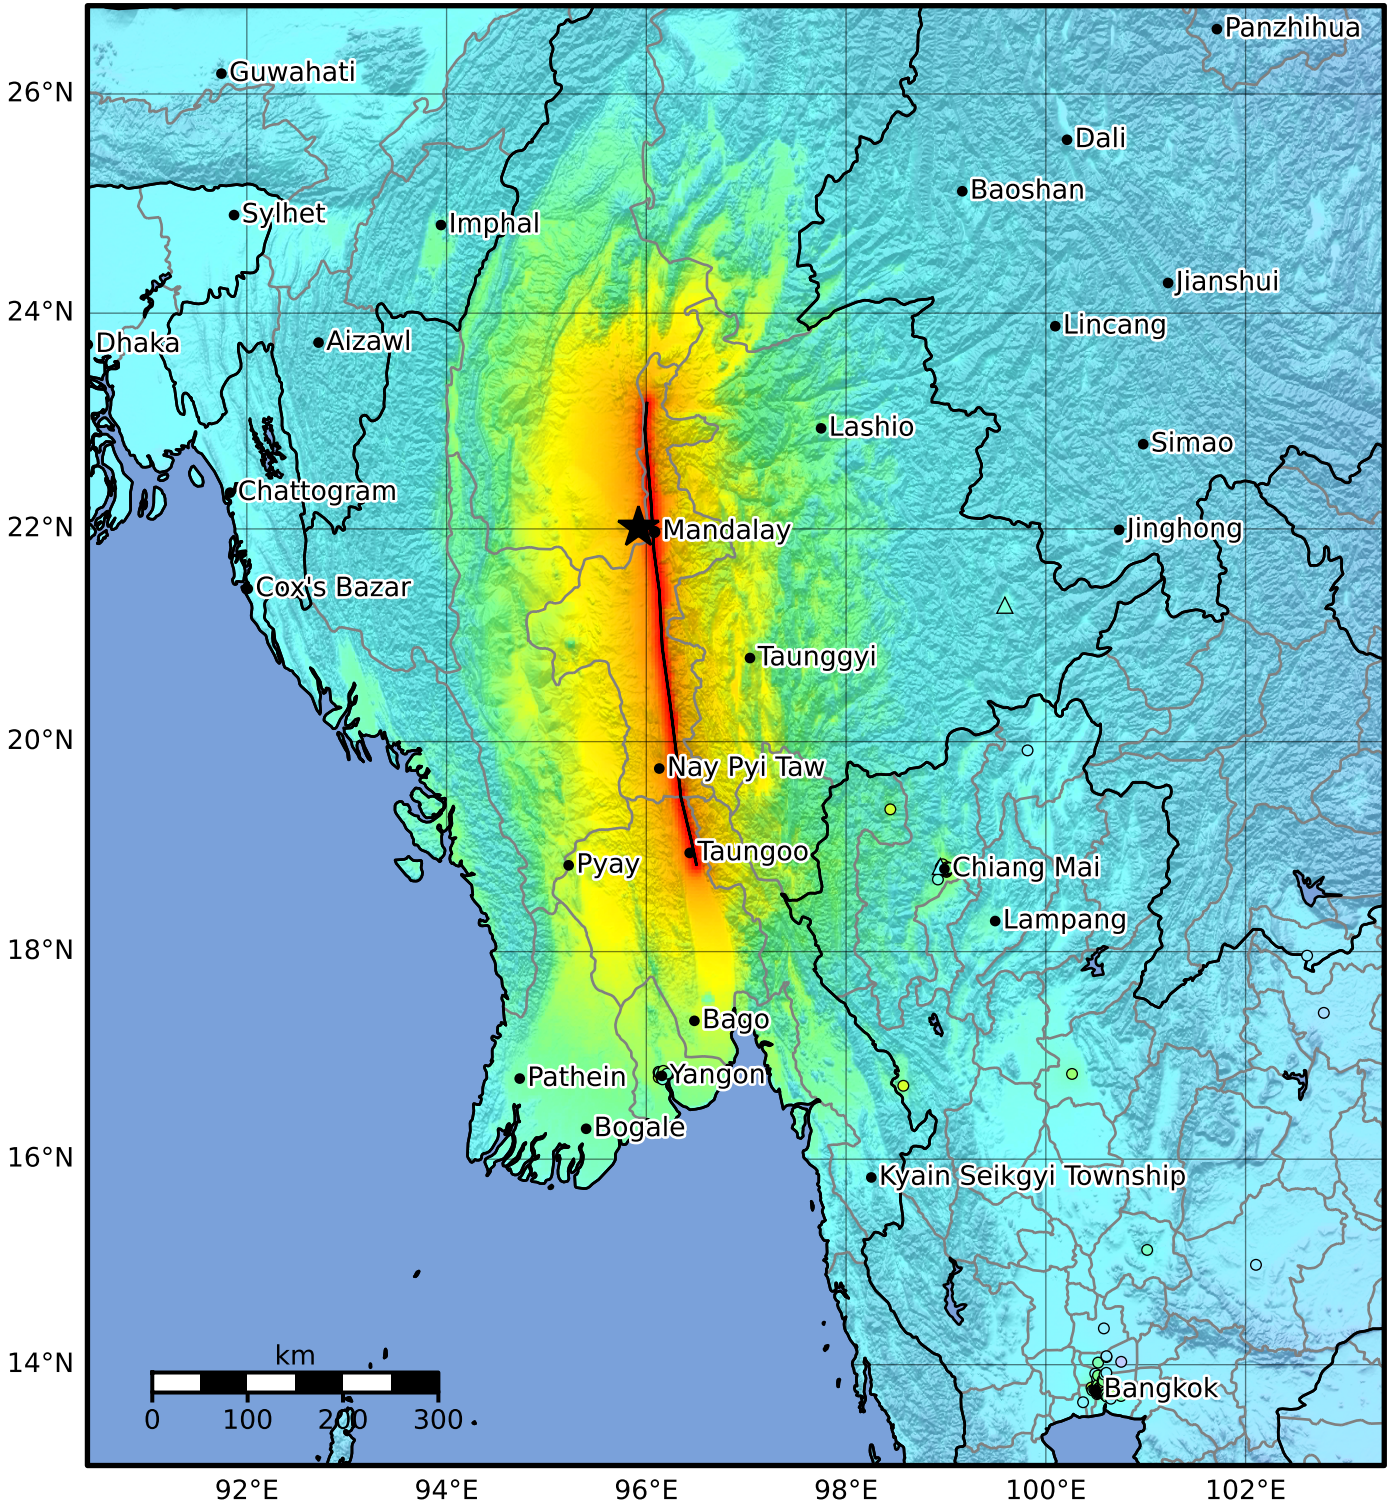 Panzhihua
Guwahati
26°N
Dali
Baoshan
Sylhet
Imphal
Jianshui
24°N
Lincang
Dhaka
Aizawl
Lashio
Simao
Chattogram
22°N
Mandalay
Jinghong
Cox's Bazar
Taunggyi
20°N
Nay Pyi Taw
Taungoo
Pyay
Chiang Mai
Lampang
18°N
Bago
Yangon
Pathein
Bogale
16°N
Kyain Seikgyi Township
km
14°N
Bangkok
0 100 200 300
92°E 94°E 96°E 98°E 100°E 102°E